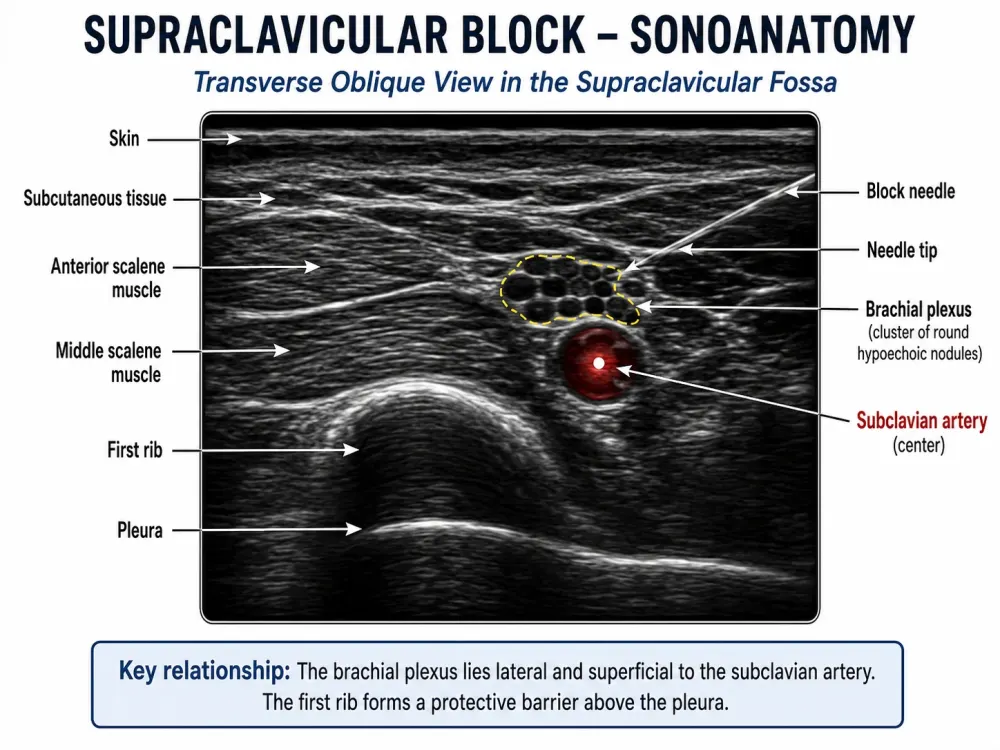 SUPRACLAVICULAR BLOCK – SONOANATOMY
Transverse Oblique View in the Supraclavicular Fossa
Skin
Subcutaneous tissue
Anterior scalene
muscle
Middle scalene
muscle
First rib
Pleura
Block needle
Needle tip
Brachial plexus
(cluster of round
hypoechoic nodules)
Subclavian artery
(center)
Key relationship: The brachial plexus lies lateral and superficial to the subclavian artery.
The first rib forms a protective barrier above the pleura.